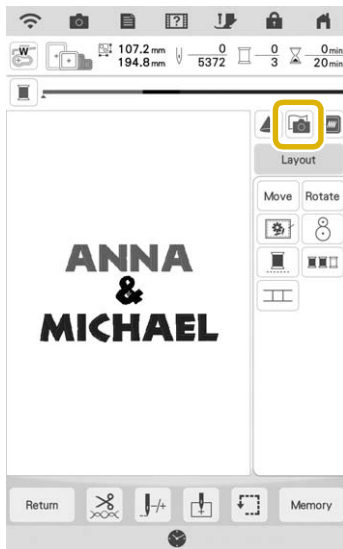 W
107.2 mm
194.8 mm
0
5372
0
3
0 min
20 min
Layout
Move Rotate
ANNA
&
MICHAEL
Return
-/+
Memory